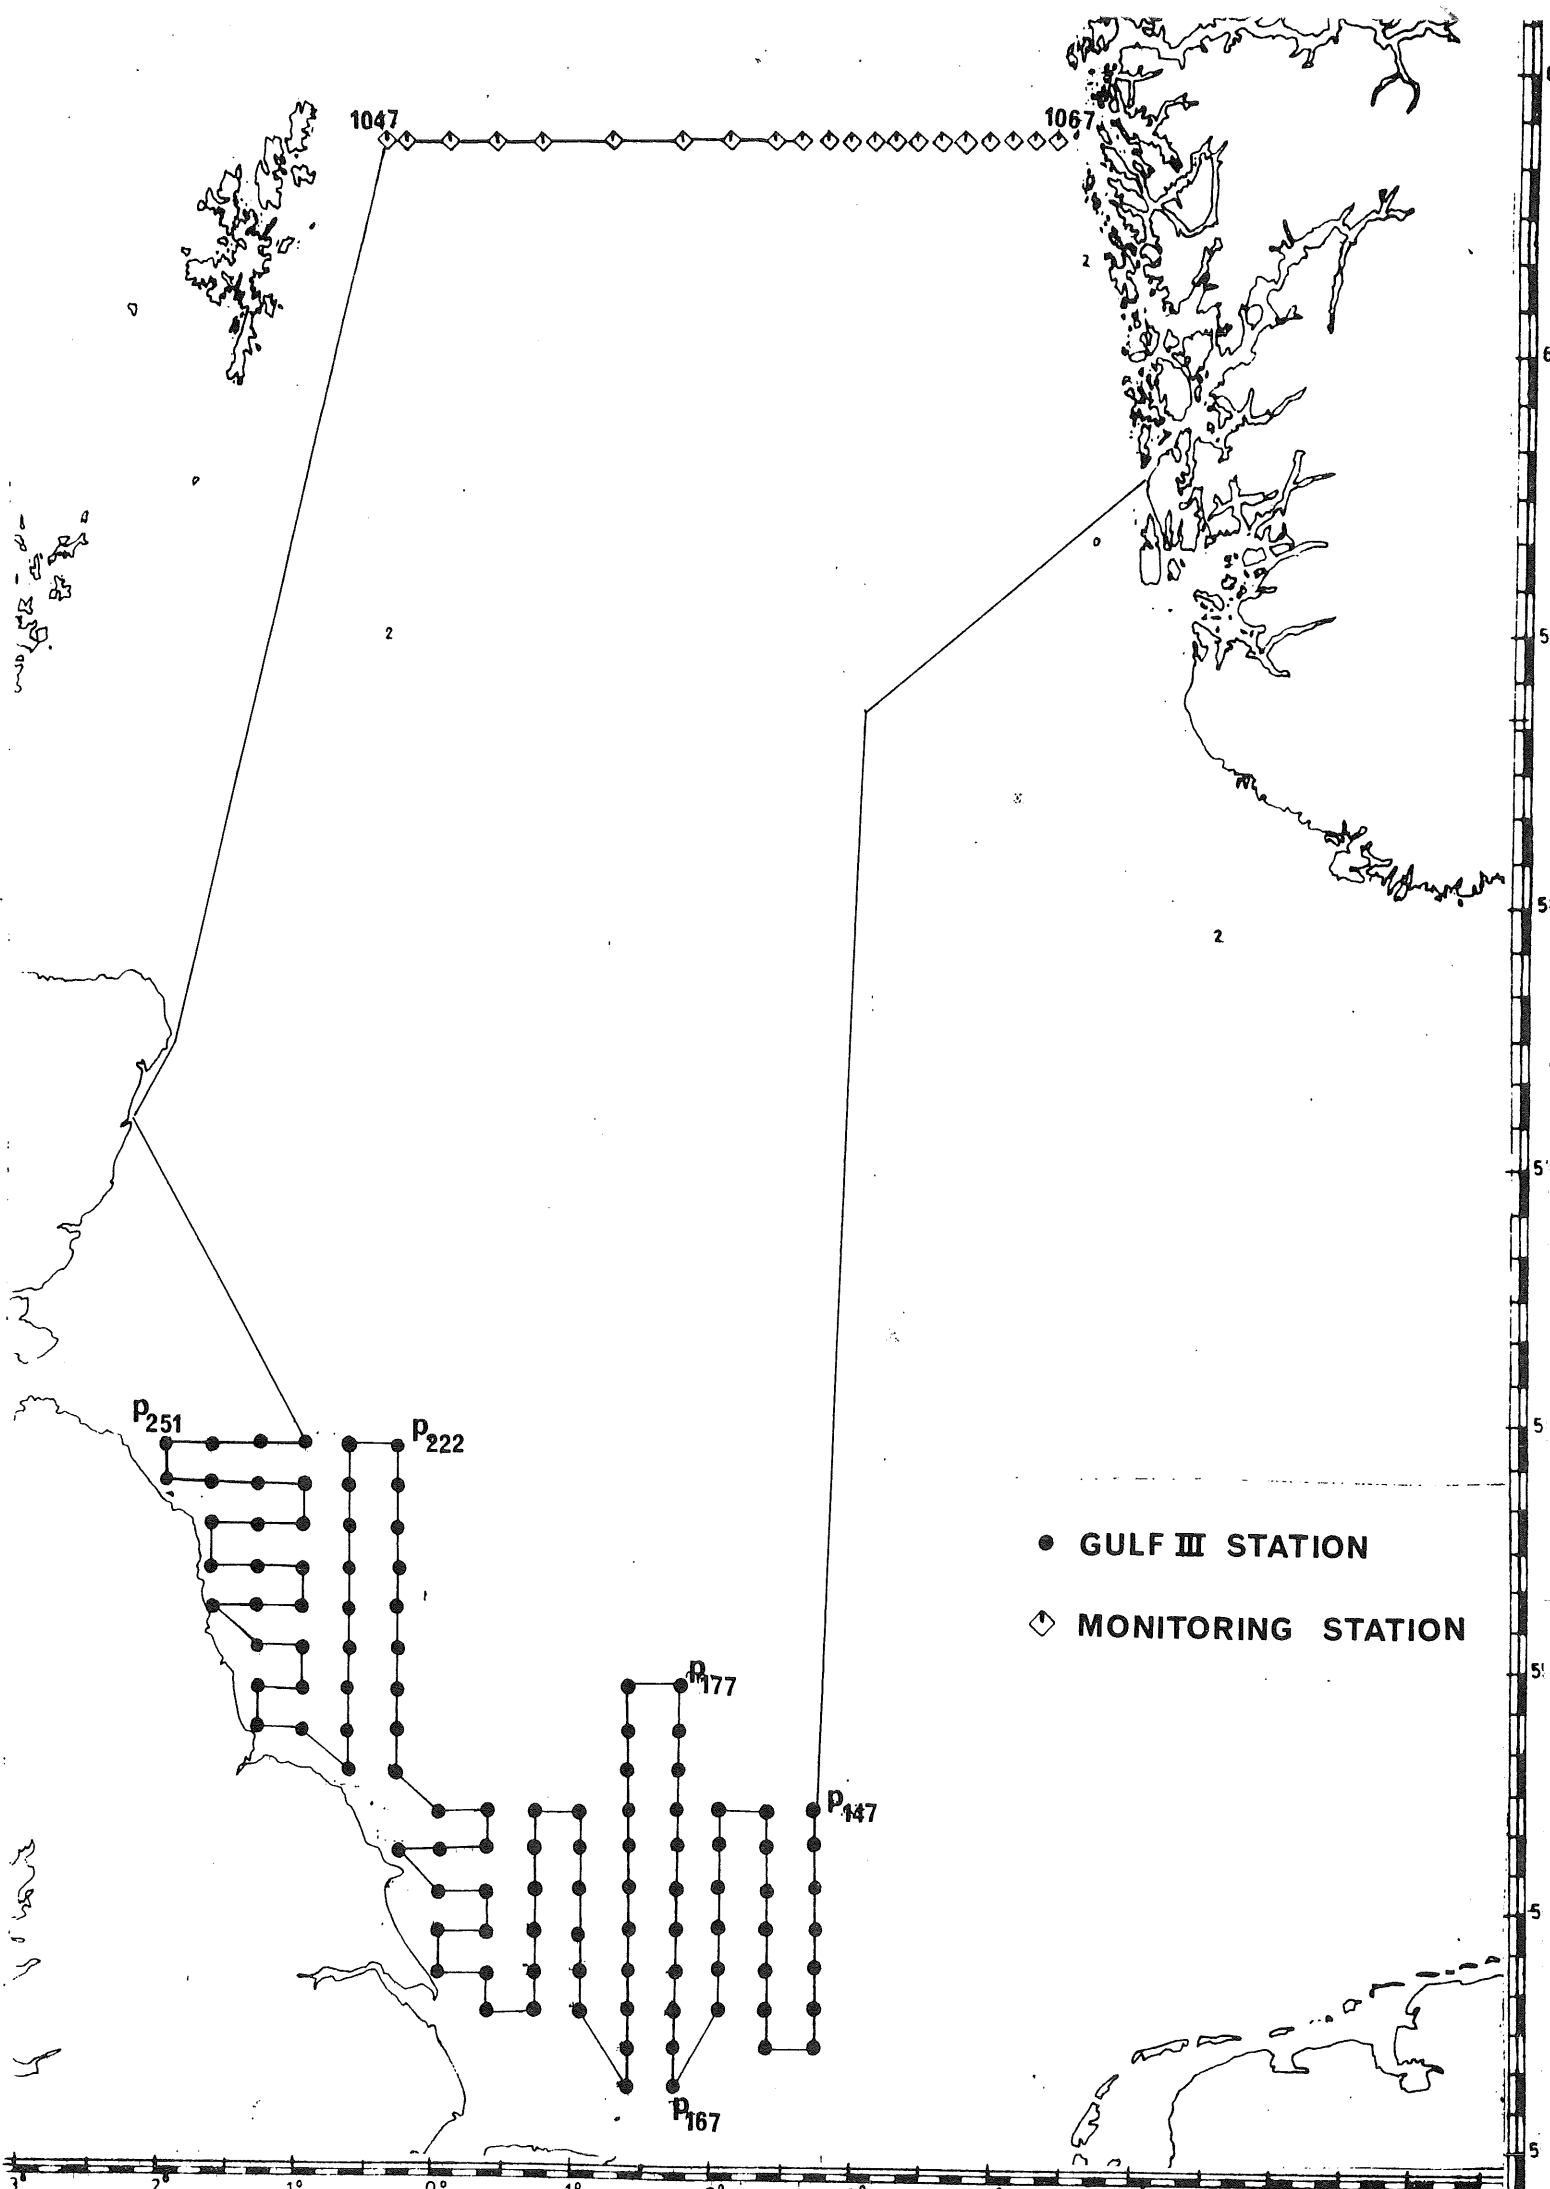 1047
1067
2
2
2
P251
P222
● GULF III STATION
◇ MONITORING STATION
P177
P147
P167
2° 1° 0° 1°